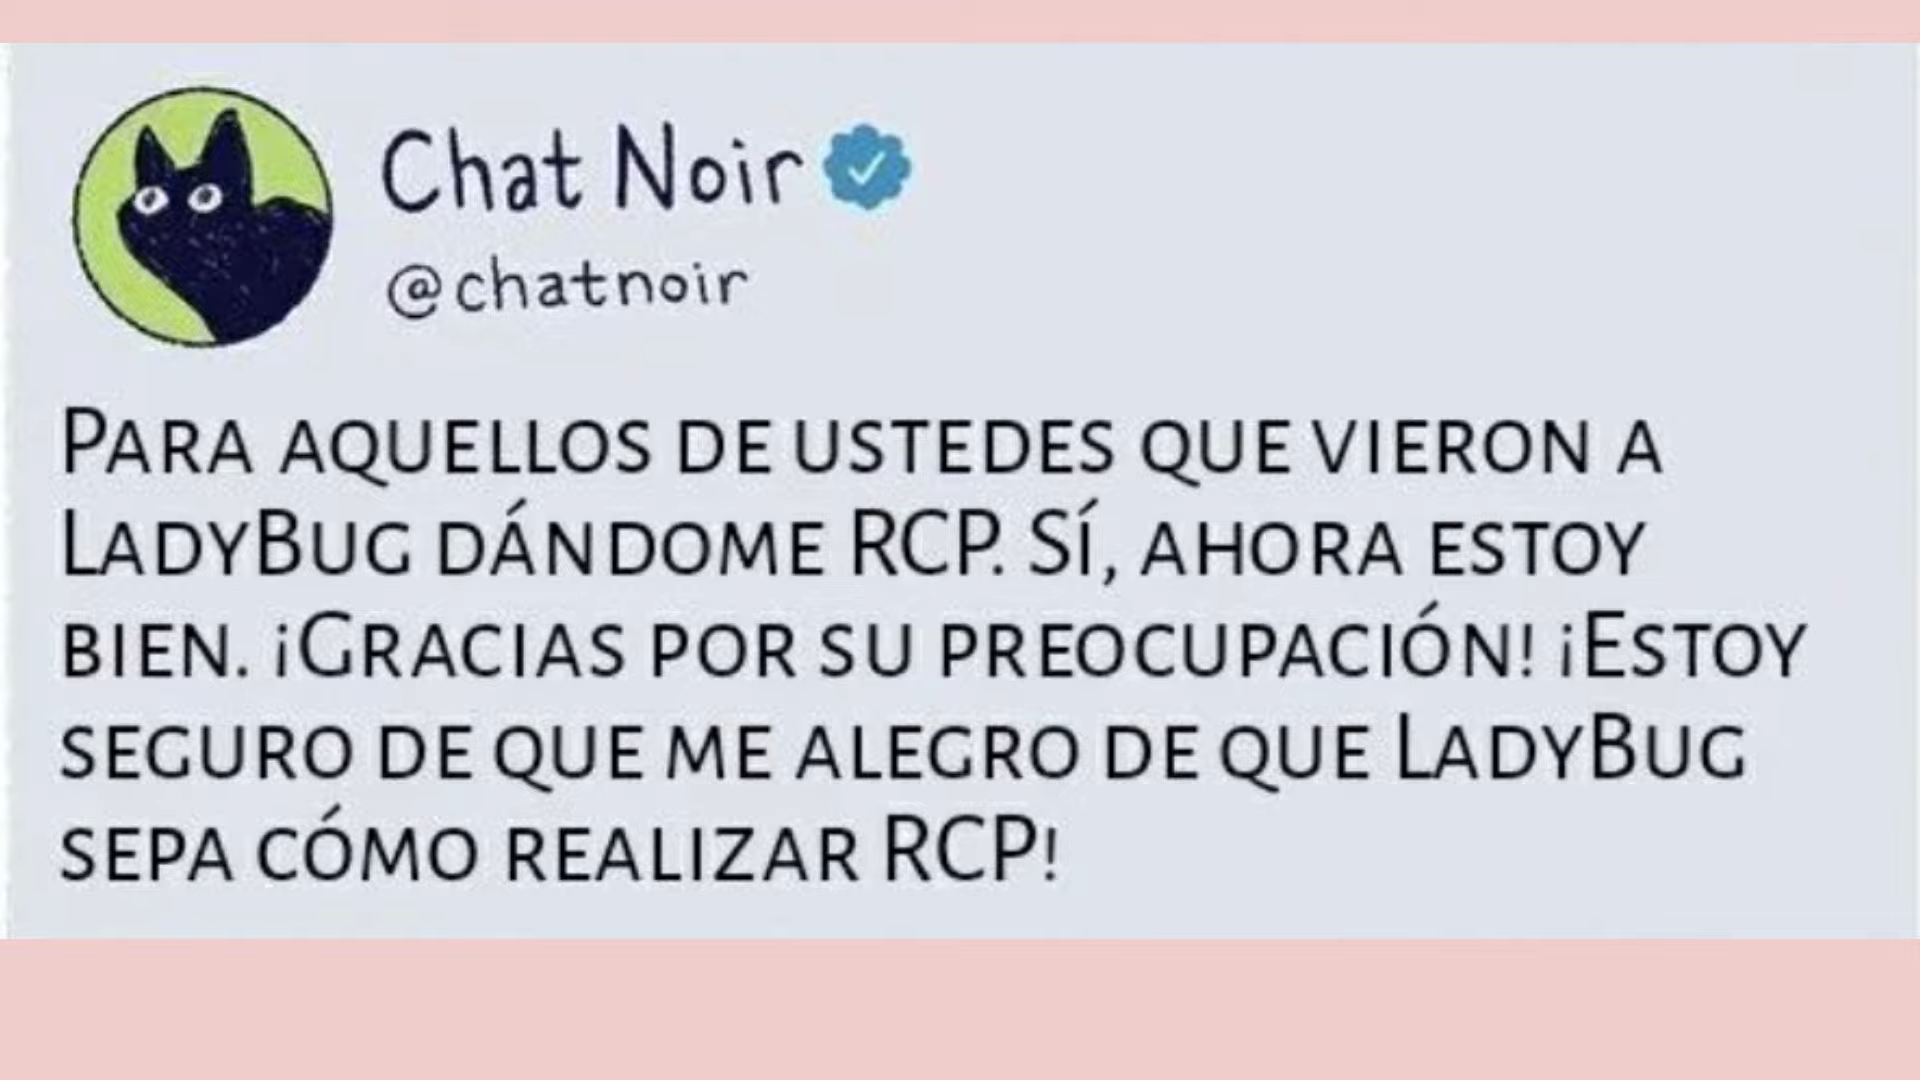 Chat Noir
@chatnoir
Para aquellos de ustedes que vieron a
LadyBug dándome RCP. Sí, ahora estoy
bien. ¡Gracias por su preocupación! ¡Estoy
seguro de que me alegro de que LadyBug
sepa cómo realizar RCP!